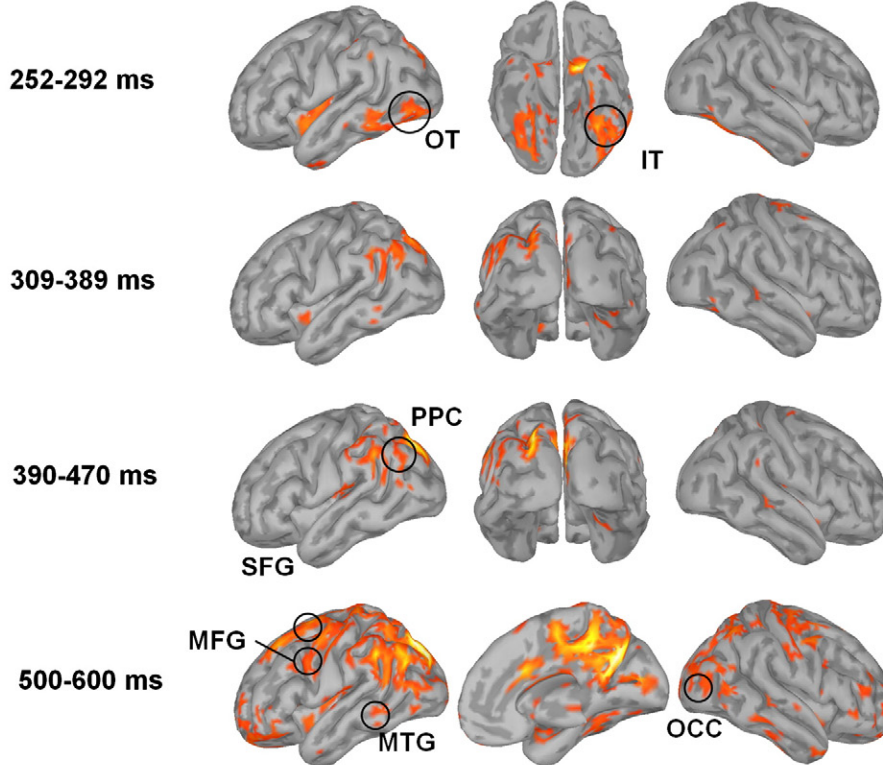 252-292 ms
OT
IT
309-389 ms
PPC
390-470 ms
SFG
MFG
500-600 ms
MTG
OCC